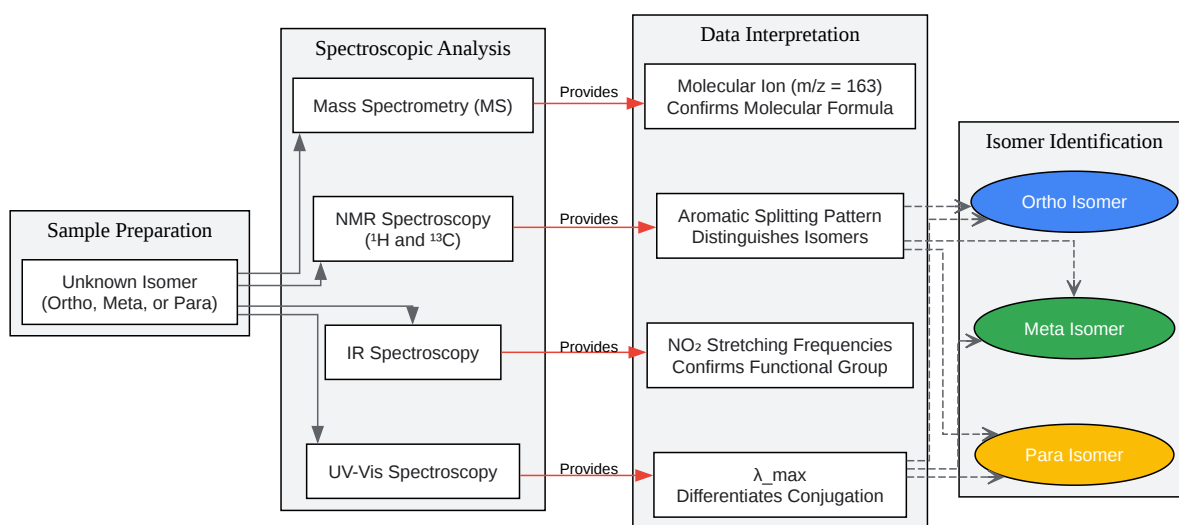 Sample Preparation
Unknown Isomer
(Ortho, Meta, or Para)
Spectroscopic Analysis
Mass Spectrometry (MS)
NMR Spectroscopy
(¹H and ¹³C)
IR Spectroscopy
UV-Vis Spectroscopy
Provides
Provides
Provides
Provides
Data Interpretation
Molecular Ion (m/z = 163)
Confirms Molecular Formula
Aromatic Splitting Pattern
Distinguishes Isomers
NO₂ Stretching Frequencies
Confirms Functional Group
λ_max
Differentiates Conjugation
Isomer Identification
Ortho Isomer
Meta Isomer
Para Isomer